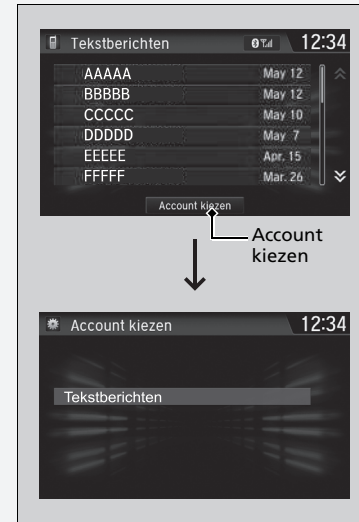 Tekstberichten 12:34
AAAAA May 12
BBBBB May 12
CCCCC May 10
DDDDD May 7
EEEEE Apr. 15
FFFFF Mar. 26
Account kiezen
Account
kiezen
Account kiezen 12:34
Tekstberichten